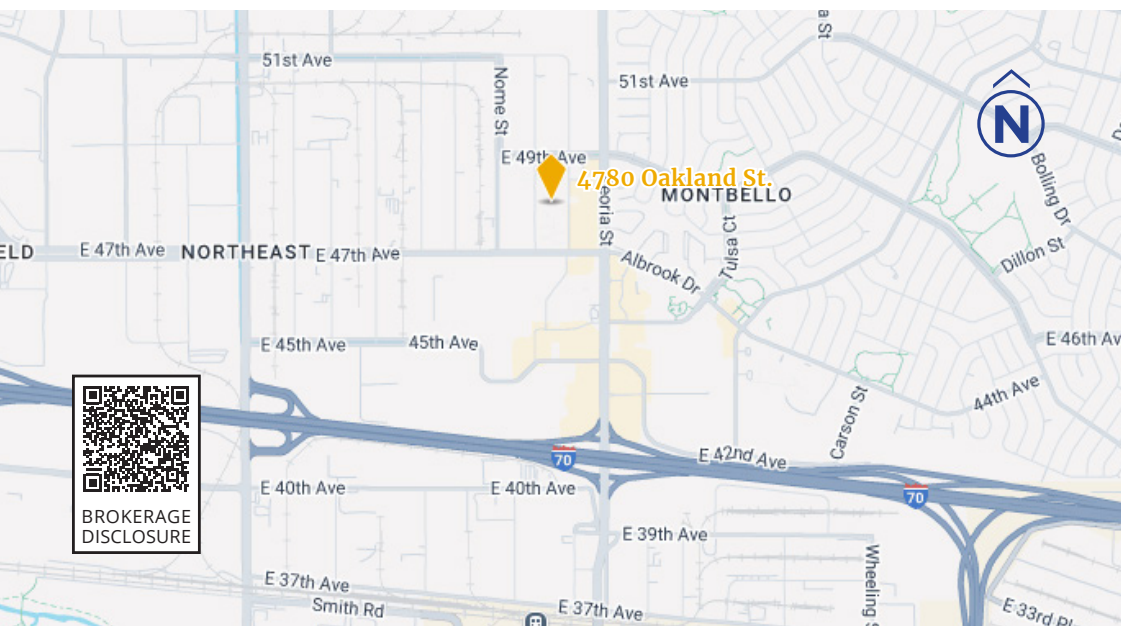 a St
51st Ave
51st Ave
Nome St
N
E 49th Ave
4780 Oakland St.
MONTBELLO
Bolling Dr
eoria St
Tulsa Ct
Dillon St
ELD
E 47th Ave
NORTHEAST
E 47th Ave
Albrook Dr
E 45th Ave
45th Ave
E 46th Av
44th Ave
Carson St
70
E 42nd Ave
70
E 40th Ave
E 40th Ave
BROKERAGE
DISCLOSURE
E 39th Ave
Wheeling S
E 37th Ave
Smith Rd
E 37th Ave
E 33rd Pl